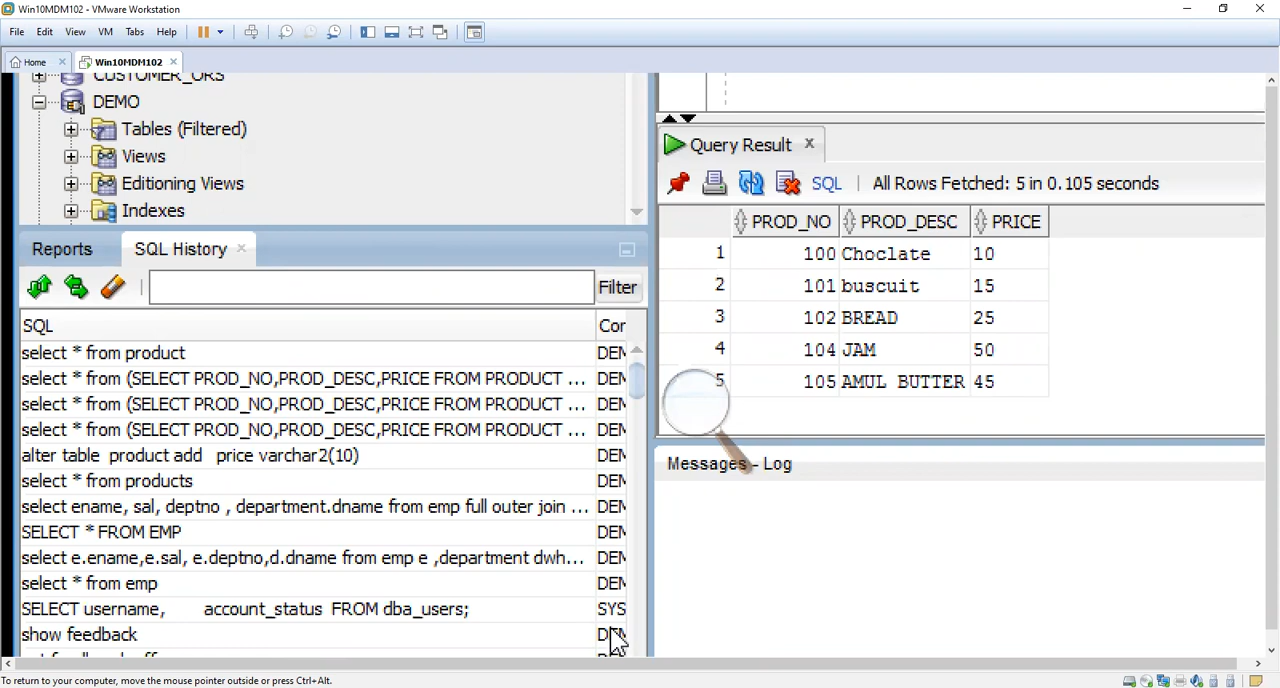 Win10MDM102 - VMware Workstation
File Edit View VM Tabs Help
Home Win10MDM102
CUSTOMER_ORS
DEMO
Tables (Filtered)
Views
Editioning Views
Indexes
Reports SQL History
Filter
SQL Con
select * from product DEM
select * from (SELECT PROD_NO,PROD_DESC,PRICE FROM PRODUCT ... DEM
select * from (SELECT PROD_NO,PROD_DESC,PRICE FROM PRODUCT ... DEM
select * from (SELECT PROD_NO,PROD_DESC,PRICE FROM PRODUCT ... DEM
alter table product add price varchar2(10) DEM
select * from products DEM
select ename, sal, deptno , department.dname from emp full outer join ... DEM
SELECT * FROM EMP DEM
select e.ename,e.sal, e.deptno,d.dname from emp e ,department dwh... DEM
select * from emp DEM
SELECT username, account_status FROM dba_users; SYS
show feedback
Query Result
SQL | All Rows Fetched: 5 in 0.105 seconds
PROD_NO PROD_DESC PRICE
1 100 Choclate 10
2 101 buscuit 15
3 102 BREAD 25
4 104 JAM 50
5 105 AMUL BUTTER 45
Messages - Log
To return to your computer, move the mouse pointer outside or press Ctrl+Alt.